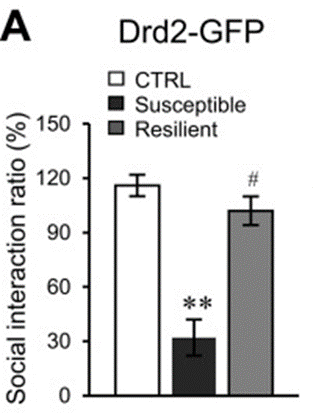 A
Drd2-GFP
CTRL
Susceptible
Resilient
Social interaction ratio (%)
150
120
90
60
30
0
**
#